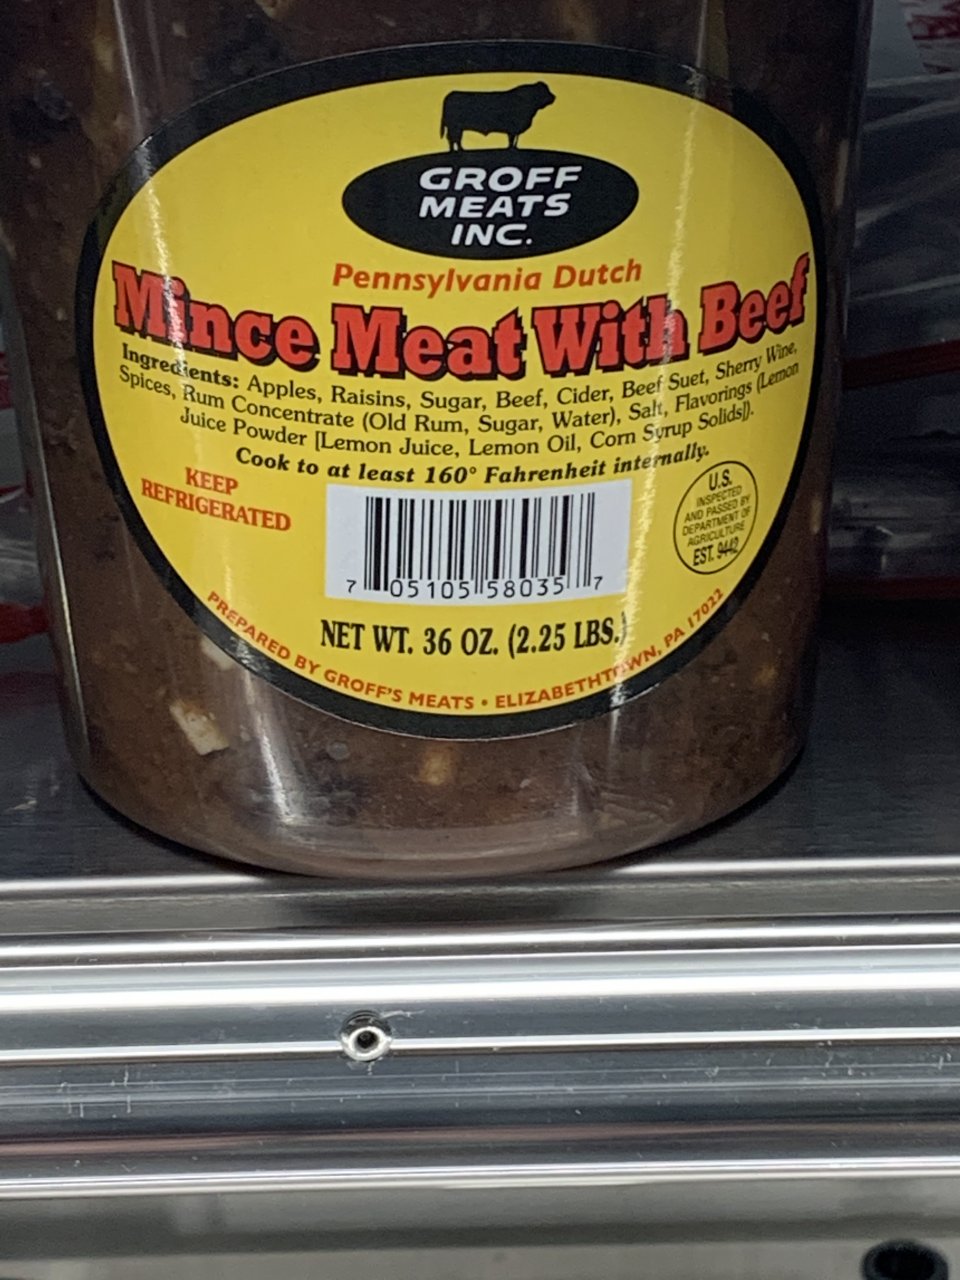 GROFF
MEATS
INC.
Pennsylvania Dutch
Mince Meat With Beef
Ingredients: Apples, Raisins, Sugar, Beef, Cider, Beef Suet, Sherry Wine,
Spices, Rum Concentrate (Old Rum, Sugar, Water), Salt, Flavorings (Lemon
Juice Powder [Lemon Juice, Lemon Oil, Corn Syrup Solids]).
Cook to at least 160° Fahrenheit internally.
KEEP
REFRIGERATED
U.S.
INSPECTED
AND PASSED BY
DEPARTMENT OF
AGRICULTURE
EST. 9442
7 05105 58035 7
NET WT. 36 OZ. (2.25 LBS.)
PREPARED BY GROFF'S MEATS • ELIZABETHTOWN, PA 17022